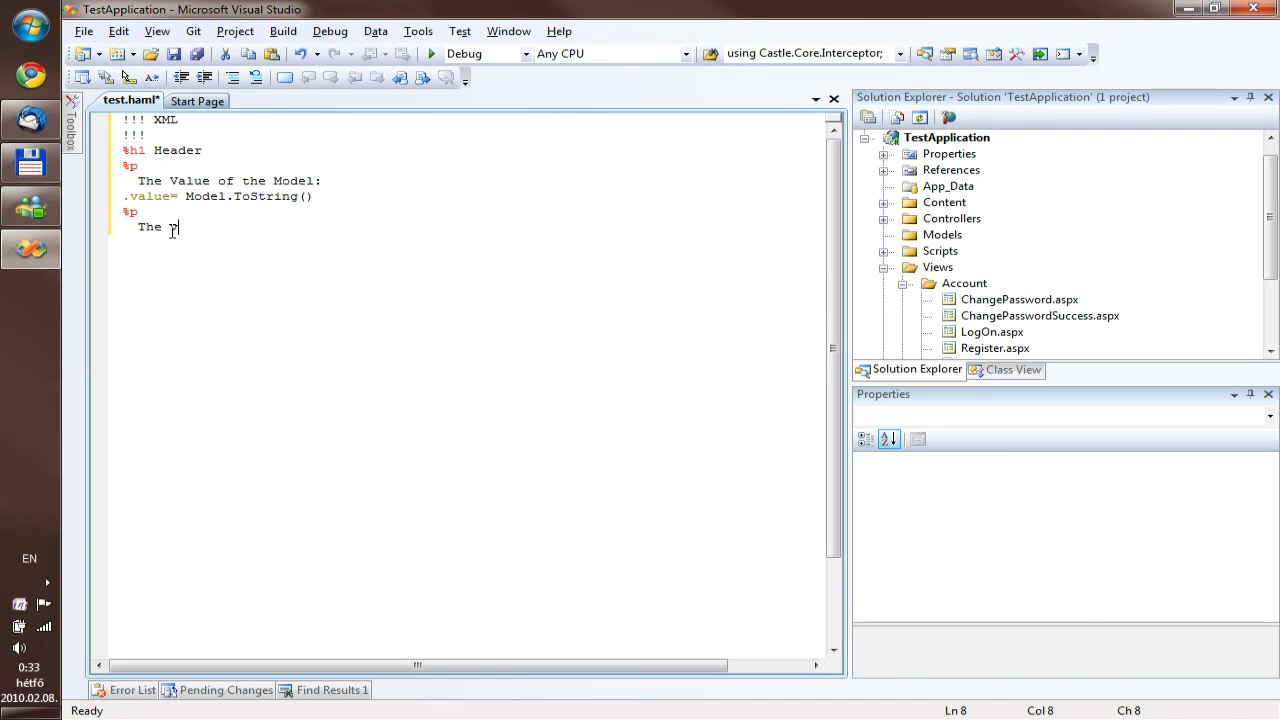 TestApplication - Microsoft Visual Studio
File Edit View Git Project Build Debug Data Tools Test Window Help
Debug Any CPU using Castle.Core.Interceptor;
test.haml* Start Page
Toolbox
!!! XML
!!!
%h1 Header
%p
The Value of the Model:
.value= Model.ToString()
%p
The
Solution Explorer - Solution 'TestApplication' (1 project)
TestApplication
Properties
References
App_Data
Content
Controllers
Models
Scripts
Views
Account
ChangePassword.aspx
ChangePasswordSuccess.aspx
LogOn.aspx
Register.aspx
Solution Explorer Class View
Properties
EN
0:33
hétfő
2010.02.08.
Error List Pending Changes Find Results 1
Ready Ln 8 Col 8 Ch 8